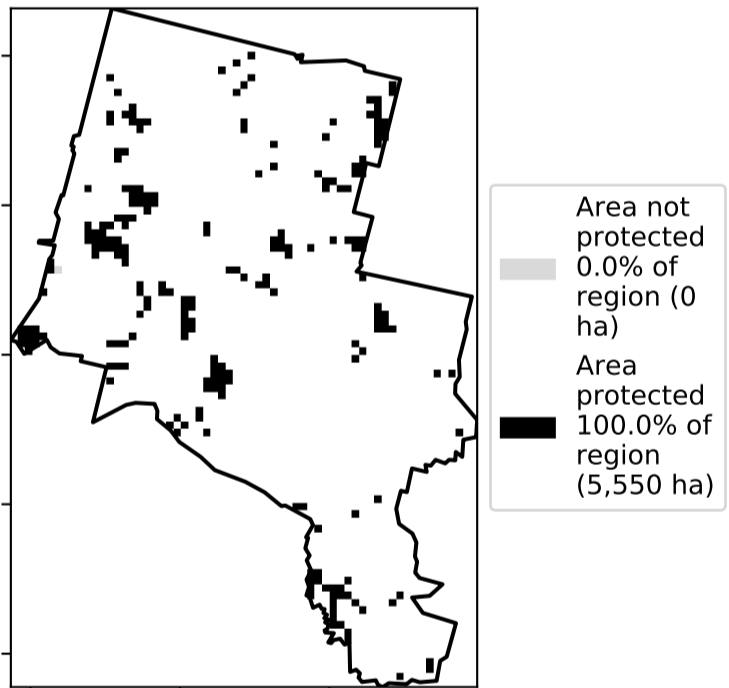 Area not
protected
0.0% of
region (0
ha)
Area
protected
100.0% of
region
(5,550 ha)